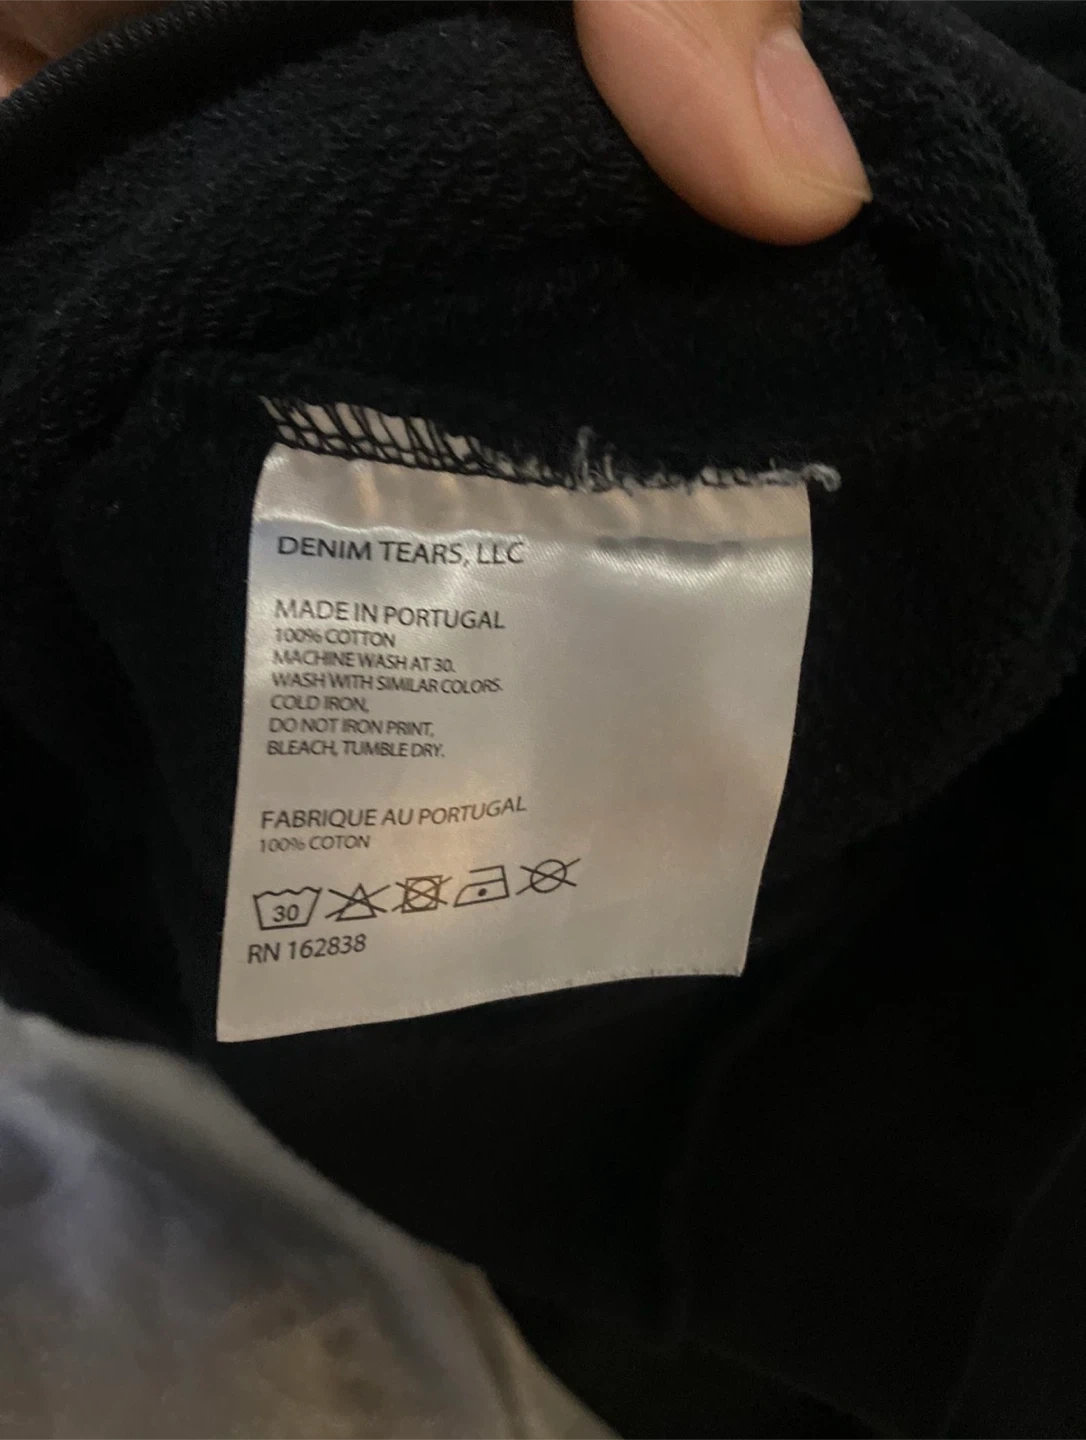 DENIM TEARS, LLC
MADE IN PORTUGAL
100% COTTON
MACHINE WASH AT 30.
WASH WITH SIMILAR COLORS.
COLD IRON,
DO NOT IRON PRINT,
BLEACH, TUMBLE DRY.
FABRIQUE AU PORTUGAL
100% COTON
30
RN 162838